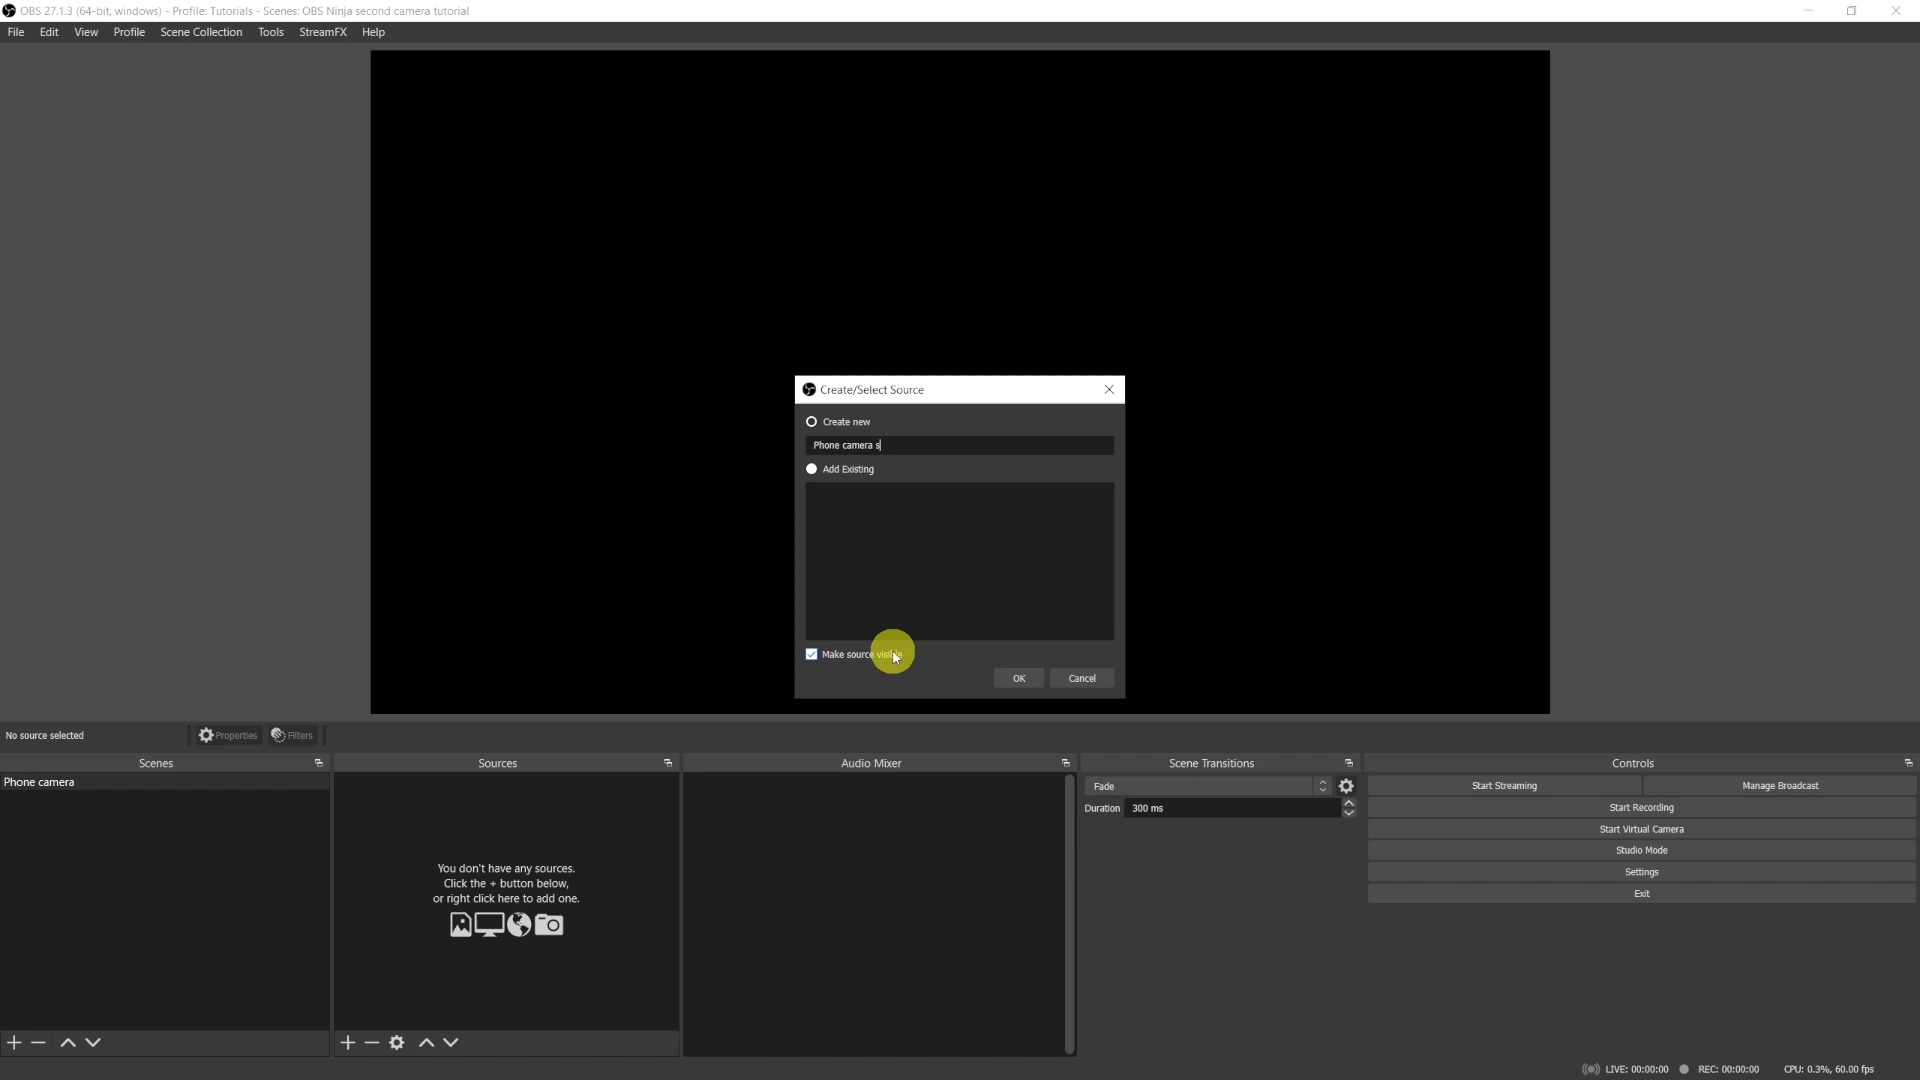 OBS 27.1.3 (64-bit, windows) - Profile: Tutorials - Scenes: OBS Ninja second camera tutorial
File Edit View Profile Scene Collection Tools StreamFX Help
Create/Select Source
Create new
Phone camera s
Add Existing
Make source visible
OK Cancel
No source selected Properties Filters
Scenes Sources Audio Mixer Scene Transitions Controls
Phone camera
You don't have any sources.
Click the + button below,
or right click here to add one.
Fade
Duration 300 ms
Start Streaming Manage Broadcast
Start Recording
Start Virtual Camera
Studio Mode
Settings
Exit
LIVE: 00:00:00 REC: 00:00:00 CPU: 0.3%, 60.00 fps